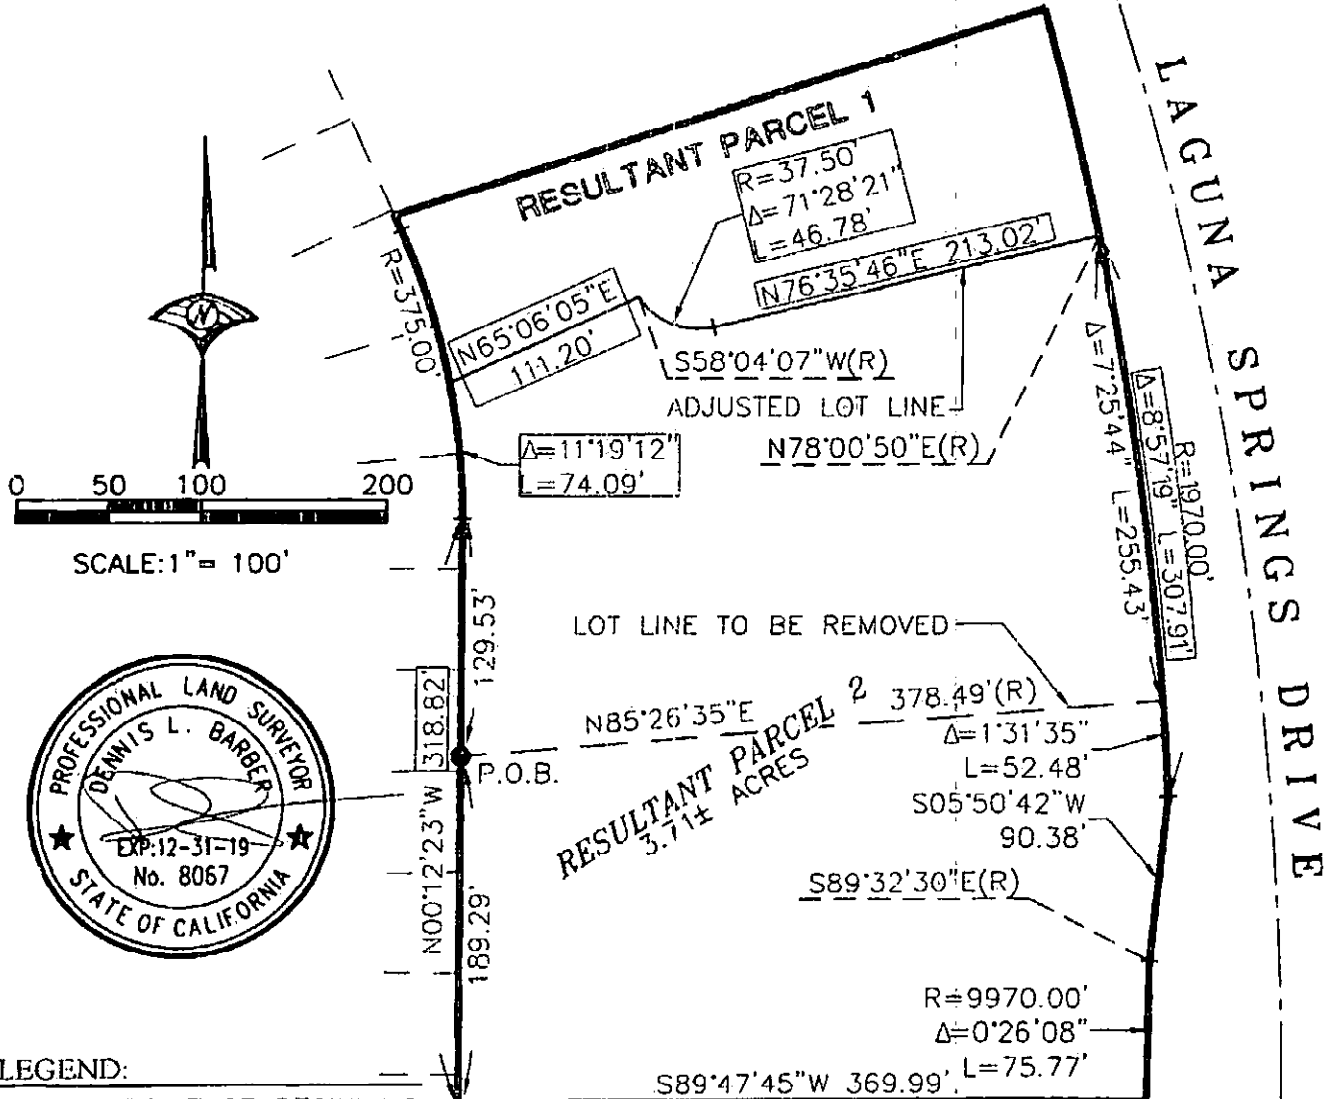 LAGUNA SPRINGS DRIVE
RESULTANT PARCEL 1
R=37.50'
Δ=71°28'21"
L=46.78'
N76°35'46"E 213.02'
R=375.00'
N65°06'05"E
111.20'
S58°04'07"W(R)
ADJUSTED LOT LINE
N78°00'50"E(R)
N
Δ=11°19'12"
L=74.09'
Δ=7°25'44" L=255.43'
Δ=8°57'19" L=307.91'
R=1970.00'
0 50 100 200
SCALE:1"= 100'
129.53'
318.82'
LOT LINE TO BE REMOVED
N85°26'35"E 378.49'(R)
P.O.B.
RESULTANT PARCEL 2
3.71± ACRES
Δ=1°31'35"
L=52.48'
S05°50'42"W
90.38'
PROFESSIONAL LAND SURVEYOR
DENNIS L. BARBER
EXP:12-31-19
No. 8067
STATE OF CALIFORNIA
N00°12'23"W
189.29'
S89°32'30"E(R)
R=9970.00'
Δ=0°26'08"
L=75.77'
S89°47'45"W 369.99'
LEGEND: